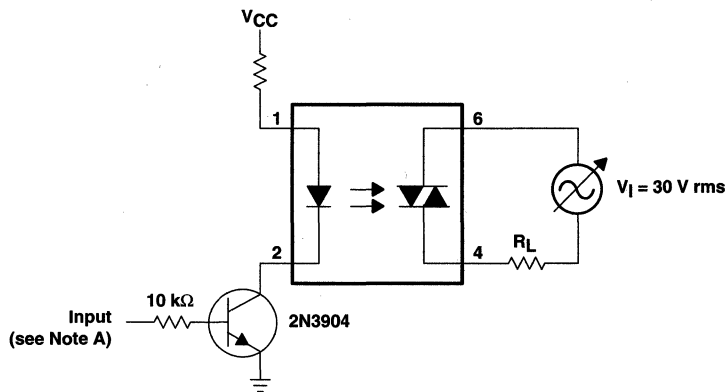 VCC
1
6
VI = 30 V rms
2
4
RL
10 kΩ
Input
(see Note A)
2N3904